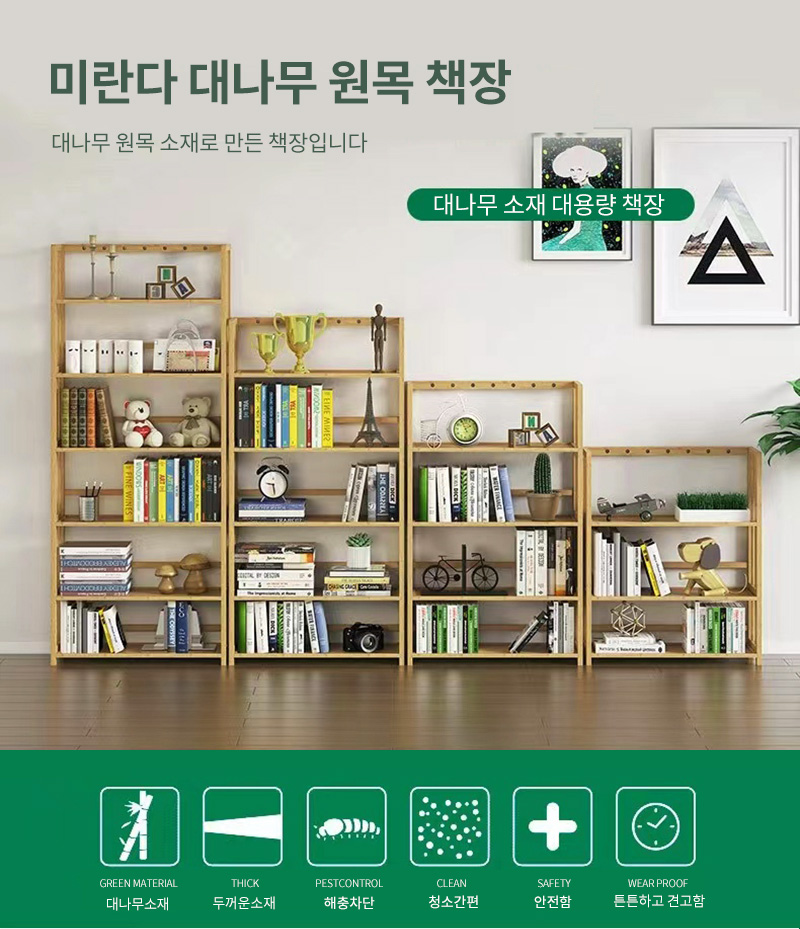 미란다 대나무 원목 책장
대나무 원목 소재로 만든 책장입니다
대나무 소재 대용량 책장
GREEN MATERIAL
대나무소재
THICK
두꺼운소재
PESTCONTROL
해충차단
CLEAN
청소간편
SAFETY
안전함
WEAR PROOF
튼튼하고 견고함